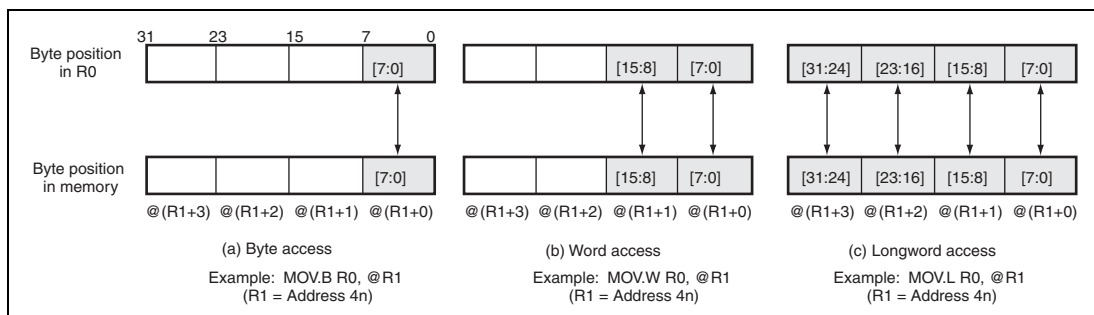 31 23 15 7 0
Byte position
in R0
[7:0] [15:8] [7:0] [31:24] [23:16] [15:8] [7:0]
Byte position
in memory
[7:0] [15:8] [7:0] [31:24] [23:16] [15:8] [7:0]
@(R1+3) @(R1+2) @(R1+1) @(R1+0) @(R1+3) @(R1+2) @(R1+1) @(R1+0) @(R1+3) @(R1+2) @(R1+1) @(R1+0)
(a) Byte access (b) Word access (c) Longword access
Example: MOV.B R0, @R1 Example: MOV.W R0, @R1 Example: MOV.L R0, @R1
(R1 = Address 4n) (R1 = Address 4n) (R1 = Address 4n)